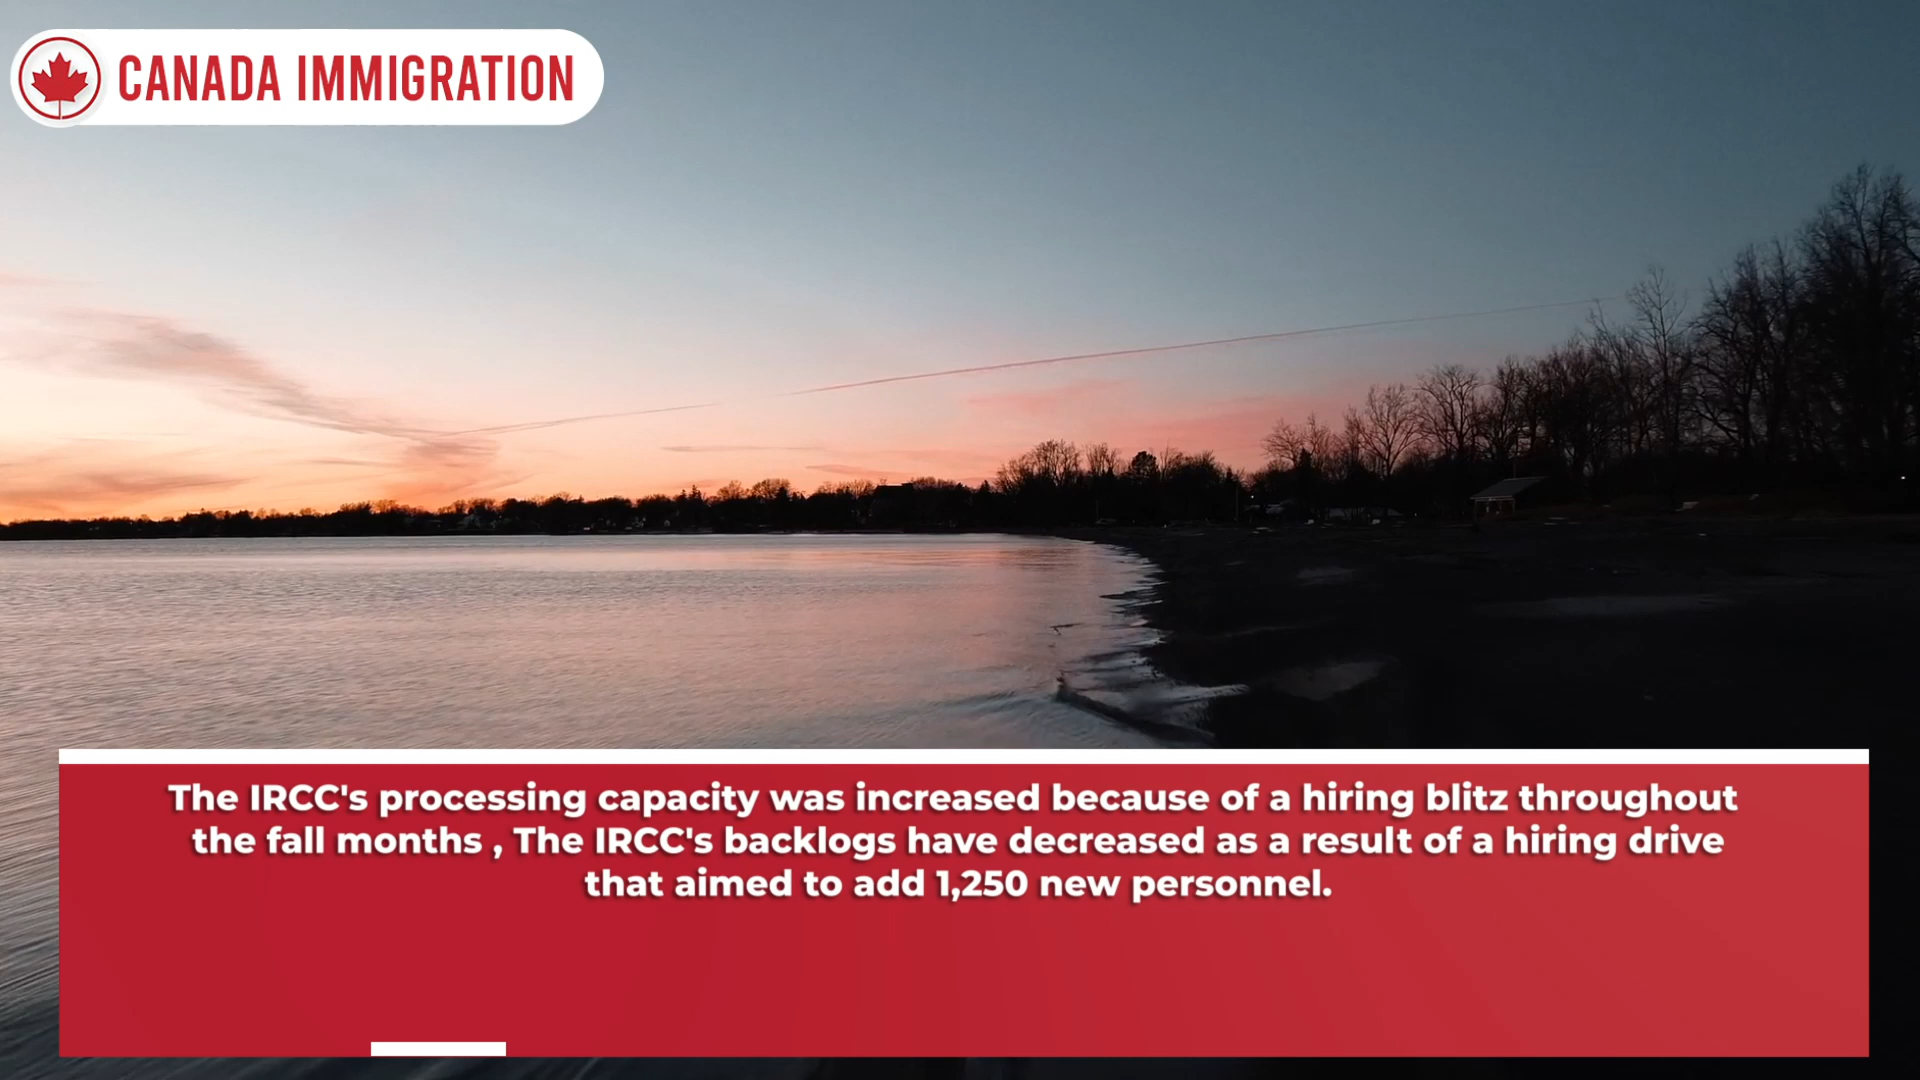 CANADA IMMIGRATION
The IRCC's processing capacity was increased because of a hiring blitz throughout
the fall months , The IRCC's backlogs have decreased as a result of a hiring drive
that aimed to add 1,250 new personnel.